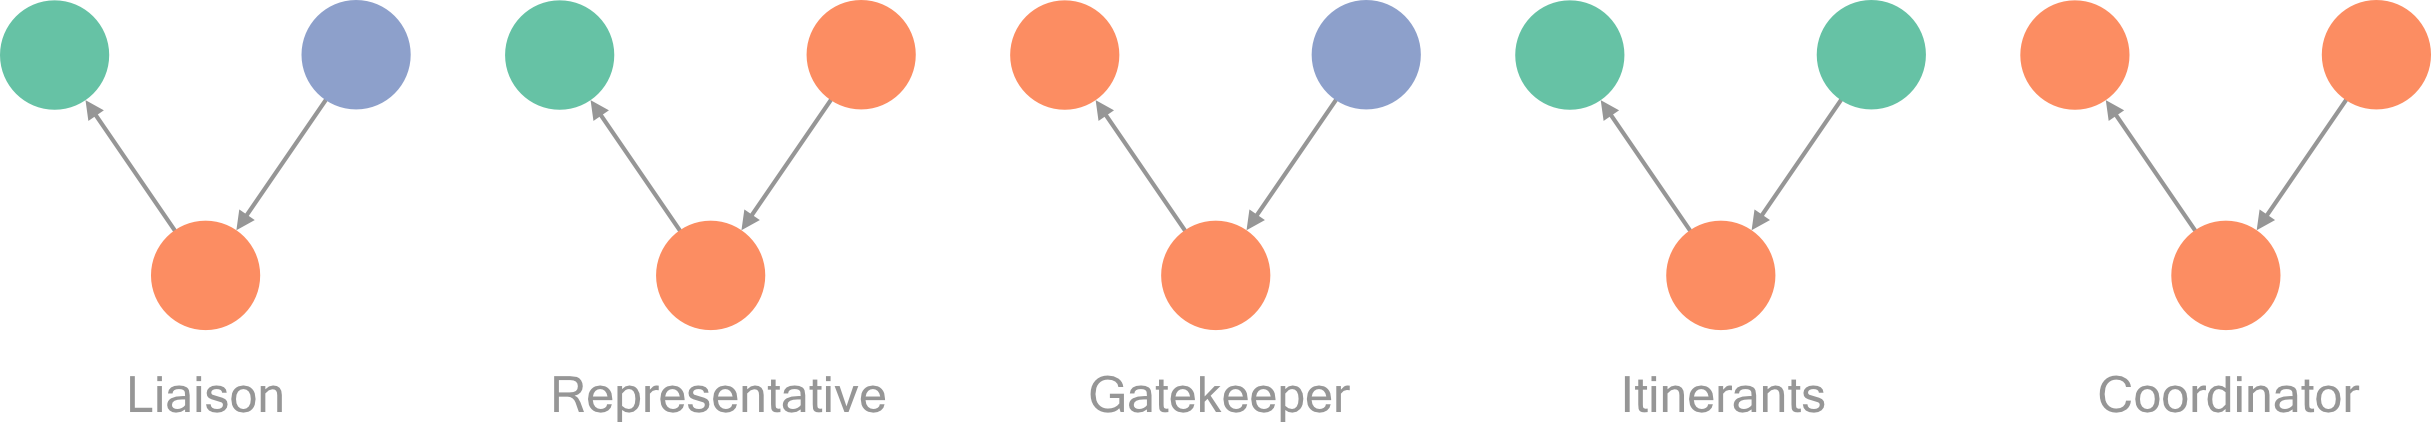 Liaison
Representative
Gatekeeper
Itinerants
Coordinator